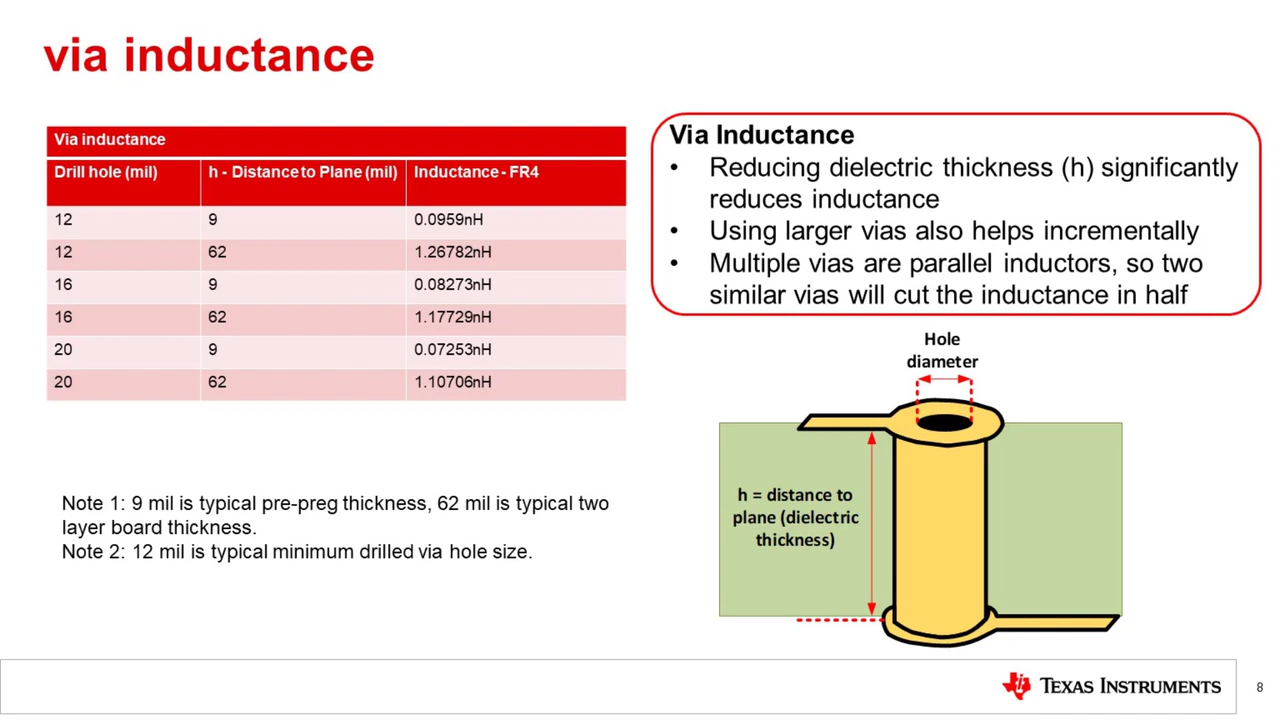 via inductance
Via inductance
Drill hole (mil) h - Distance to Plane (mil) Inductance - FR4
12 9 0.0959nH
12 62 1.26782nH
16 9 0.08273nH
16 62 1.17729nH
20 9 0.07253nH
20 62 1.10706nH
Note 1: 9 mil is typical pre-preg thickness, 62 mil is typical two
layer board thickness.
Note 2: 12 mil is typical minimum drilled via hole size.
Via Inductance
• Reducing dielectric thickness (h) significantly
reduces inductance
• Using larger vias also helps incrementally
• Multiple vias are parallel inductors, so two
similar vias will cut the inductance in half
Hole
diameter
h = distance to
plane (dielectric
thickness)
TEXAS INSTRUMENTS
8